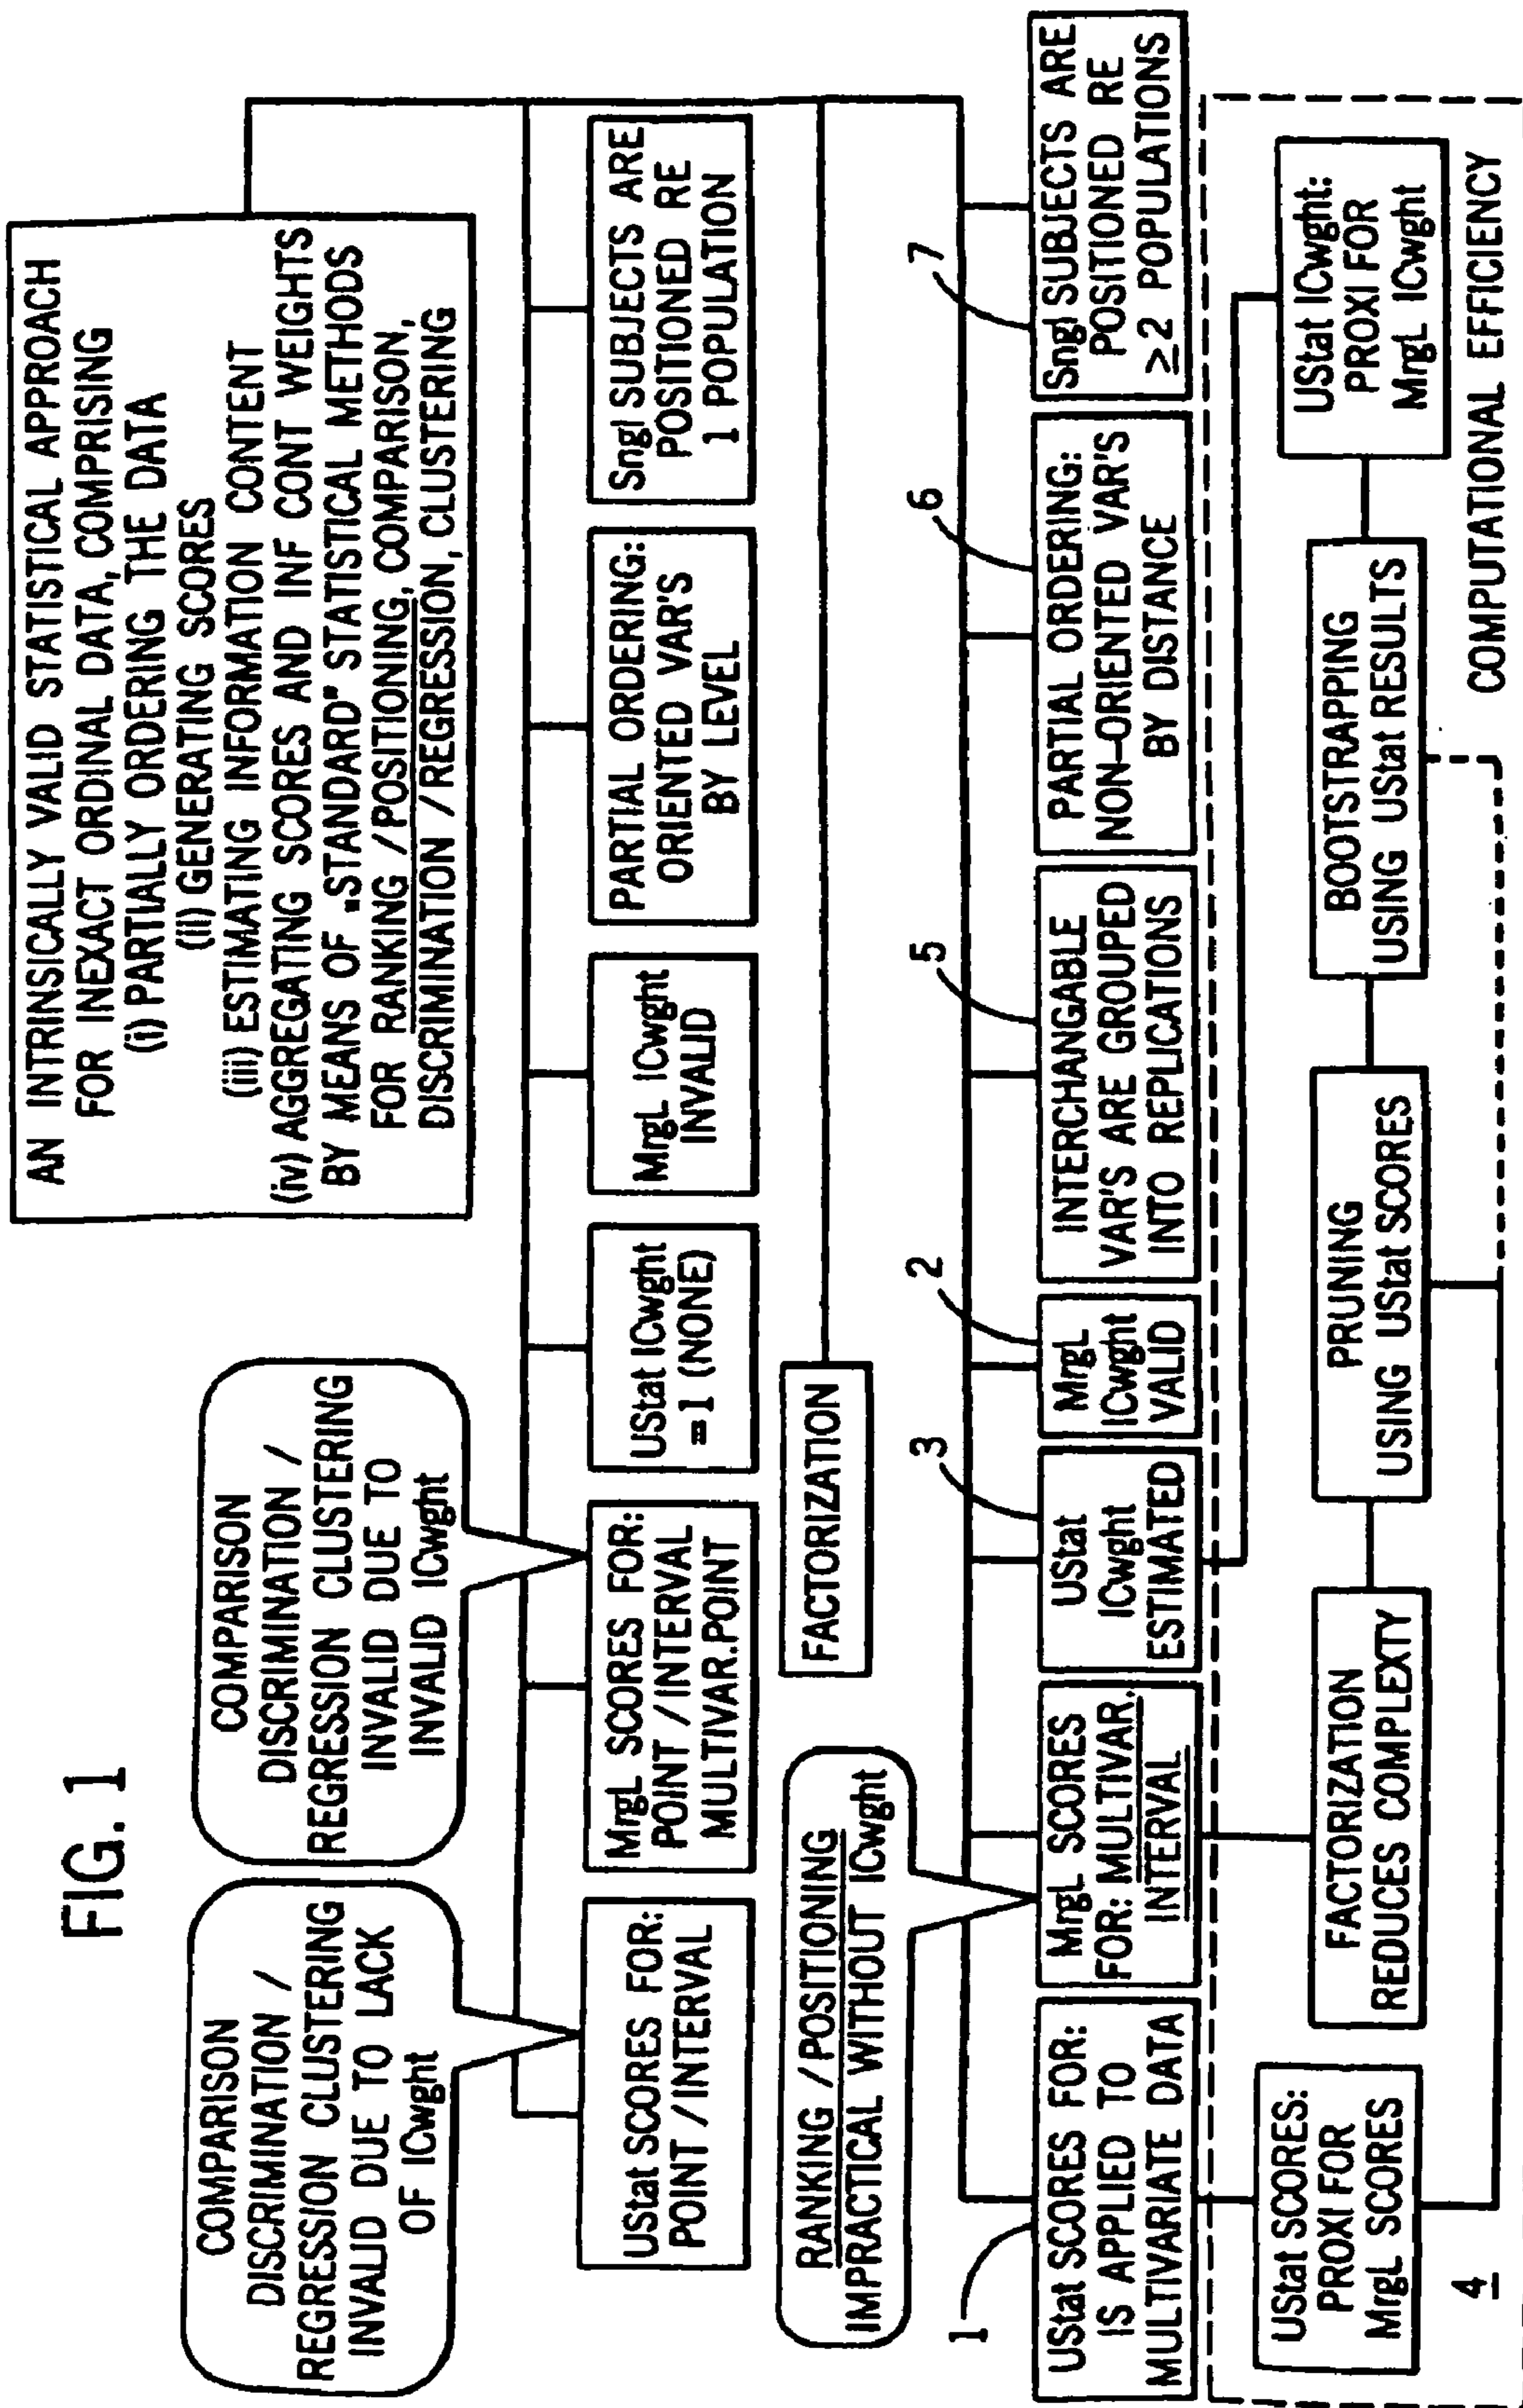 FIG. 1
AN INTRINSICALLY VALID STATISTICAL APPROACH
FOR INEXACT ORDINAL DATA, COMPRISING
(i) PARTIALLY ORDERING THE DATA
(ii) GENERATING SCORES
(iii) ESTIMATING INFORMATION CONTENT
(iv) AGGREGATING SCORES AND INF CONT WEIGHTS
BY MEANS OF „STANDARD" STATISTICAL METHODS
FOR RANKING / POSITIONING, COMPARISON,
DISCRIMINATION / REGRESSION, CLUSTERING
COMPARISON
DISCRIMINATION /
REGRESSION CLUSTERING
INVALID DUE TO LACK
OF ICwght
COMPARISON
DISCRIMINATION /
REGRESSION CLUSTERING
INVALID DUE TO
INVALID ICwght
UStat SCORES FOR:
POINT / INTERVAL
MrgL SCORES FOR:
POINT / INTERVAL
MULTIVAR.POINT
UStat ICwght
=1 (NONE)
MrgL ICwght
INVALID
PARTIAL ORDERING:
ORIENTED VAR'S
BY LEVEL
Sngl SUBJECTS ARE
POSITIONED RE
1 POPULATION
RANKING / POSITIONING
IMPRACTICAL WITHOUT ICwght
FACTORIZATION
1
3
2
5
6
7
UStat SCORES FOR:
IS APPLIED TO
MULTIVARIATE DATA
MrgL SCORES
FOR: MULTIVAR.
INTERVAL
UStat
ICwght
ESTIMATED
MrgL
ICwght
VALID
INTERCHANGABLE
VAR'S ARE GROUPED
INTO REPLICATIONS
PARTIAL ORDERING:
NON-ORIENTED VAR'S
BY DISTANCE
Sngl SUBJECTS ARE
POSITIONED RE
≥2 POPULATIONS
UStat SCORES:
PROXI FOR
MrgL SCORES
FACTORIZATION
REDUCES COMPLEXTY
PRUNING
USING UStat SCORES
BOOTSTRAPPING
USING UStat RESULTS
UStat ICwght:
PROXI FOR
MrgL ICwght
4
COMPUTATIONAL EFFICIENCY